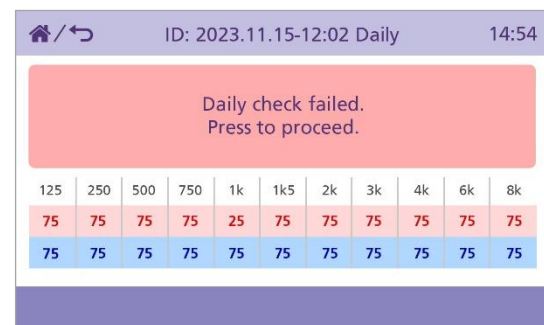 ID: 2023.11.15-12:02 Daily 14:54
Daily check failed.
Press to proceed.
125 250 500 750 1k 1k5 2k 3k 4k 6k 8k
75 75 75 75 25 75 75 75 75 75 75
75 75 75 75 75 75 75 75 75 75 75